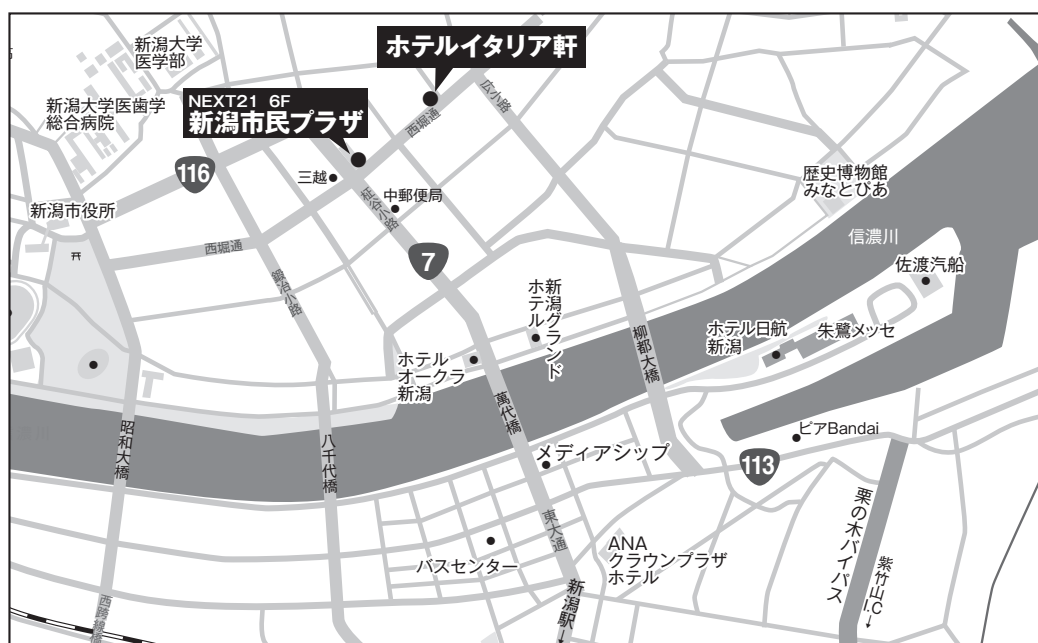 新潟大学
医学部
ホテルイタリア軒
新潟大学医歯学
総合病院
NEXT21 6F
新潟市民プラザ
西堀通
広小路
116
三越
柾谷小路
中郵便局
歴史博物館
みなとぴあ
新潟市役所
西堀通
7
信濃川
鍛冶小路
佐渡汽船
新潟グランド
ホテル
柳都大橋
ホテル日航
新潟
朱鷺メッセ
ホテル
オークラ
新潟
萬代橋
昭和大橋
八千代橋
メディアシップ
ピアBandai
113
東大通
バスセンター
ANA
クラウンプラザ
ホテル
栗の木バイパス
紫竹山I.C→
新潟駅→
西跨線橋